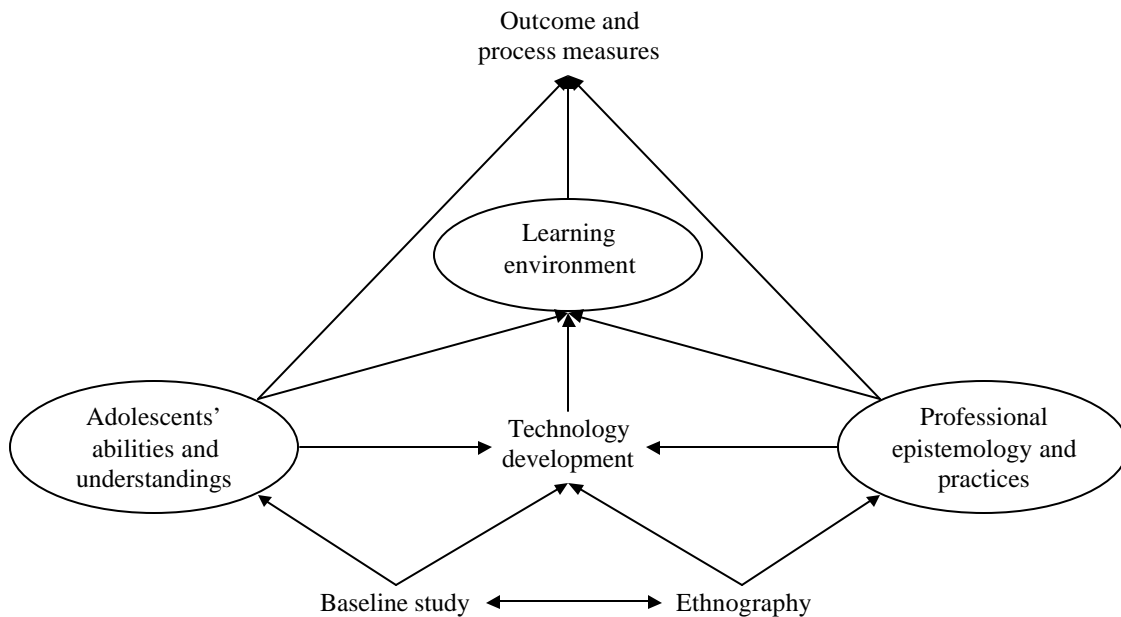 Outcome and
process measures
Learning
environment
Adolescents’
abilities and
understandings
Technology
development
Professional
epistemology and
practices
Baseline study
Ethnography